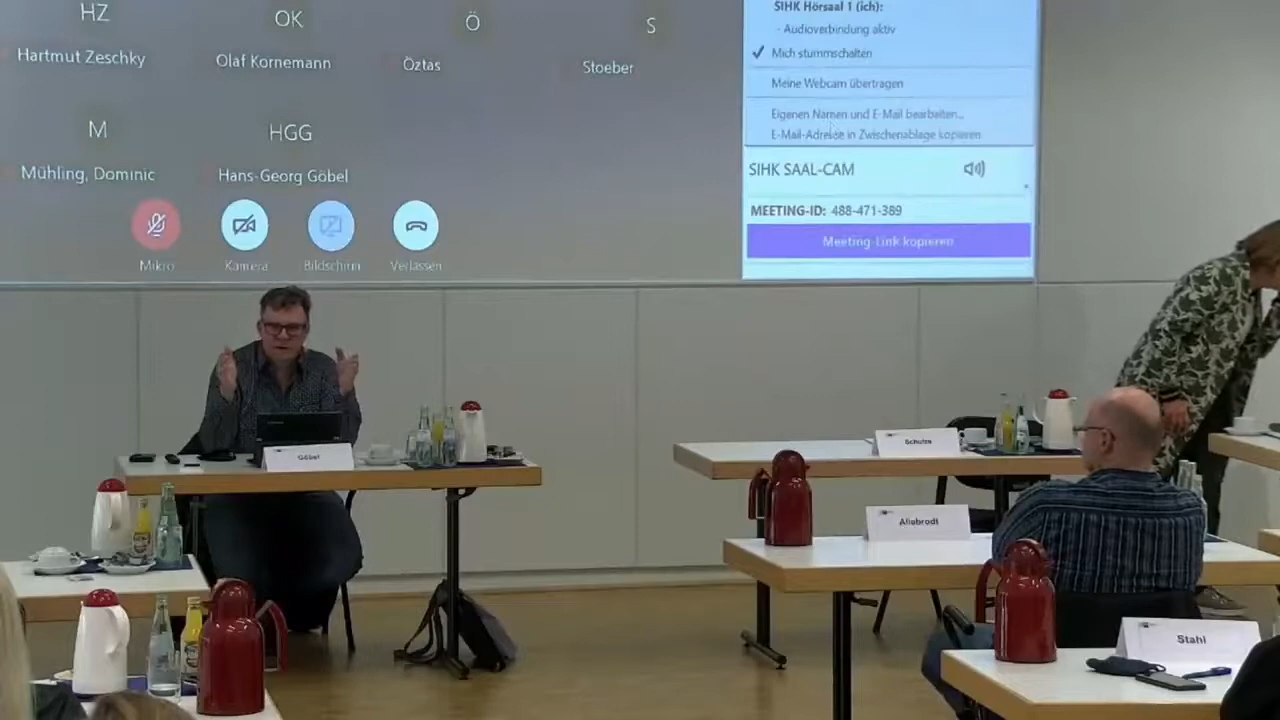 HZ
OK
Ö
S
Hartmut Zeschky
Olaf Kornemann
Öztas
Stoeber
M
HGG
Mühling, Dominic
Hans-Georg Göbel
Mikro
Kamera
Bildschirm
Verlassen
SIHK Hörsaal 1 (ich):
- Audioverbindung aktiv
Mich stummschalten
Meine Webcam übertragen
Eigenen Namen und E-Mail bearbeiten...
E-Mail-Adresse in Zwischenablage kopieren
SIHK SAAL-CAM
MEETING-ID: 488-471-389
Meeting-Link kopieren
Göbel
Schulte
Allebrodt
Stahl